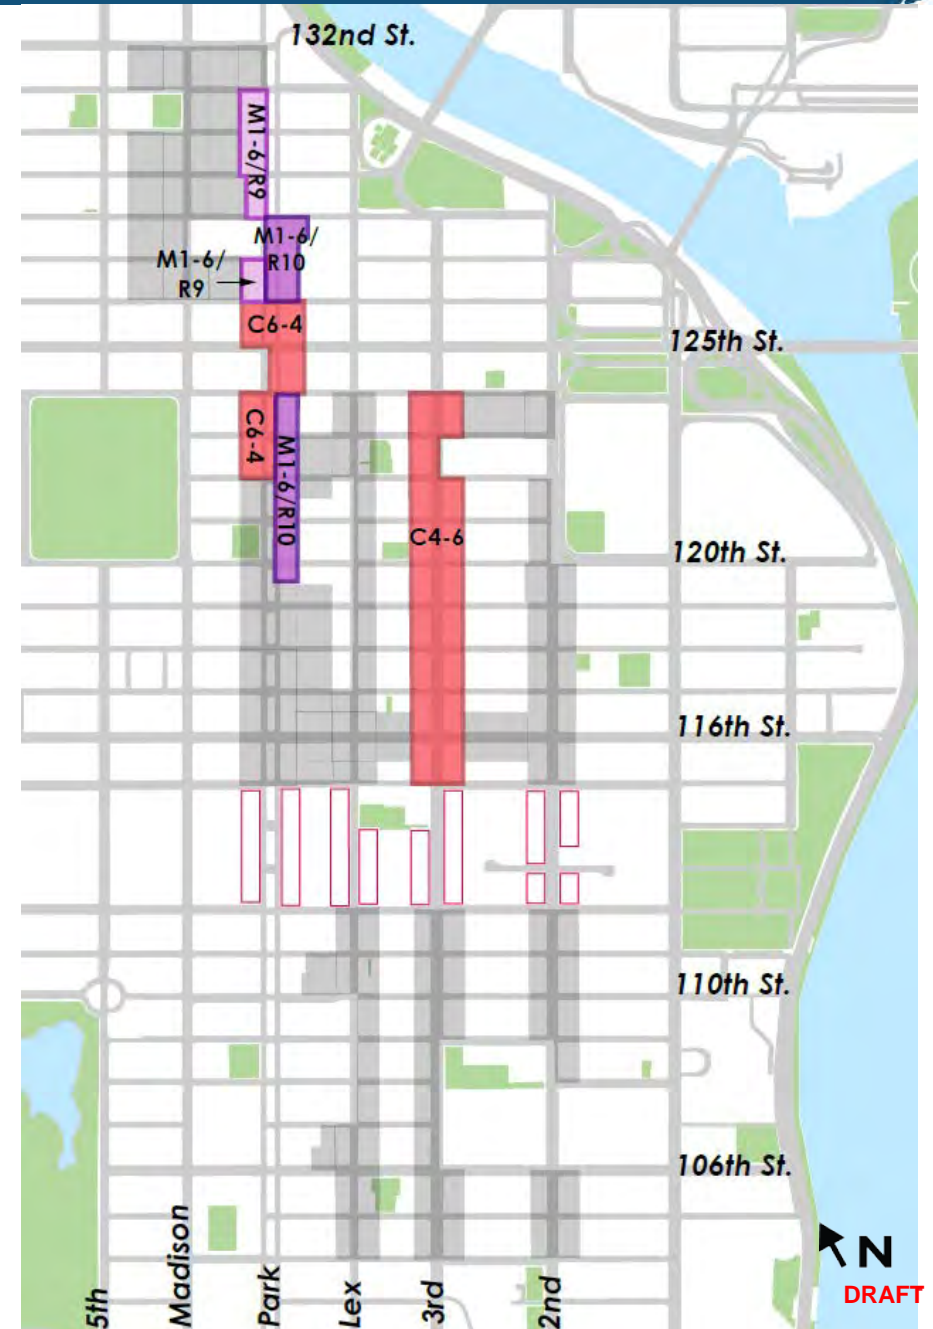 132nd St.
M1-6/R9
M1-6/
R10
M1-6/
R9
C6-4
125th St.
C6-4
M1-6/R10
C4-6
120th St.
116th St.
110th St.
106th St.
5th
Madison
Park
Lex
3rd
2nd
N
DRAFT